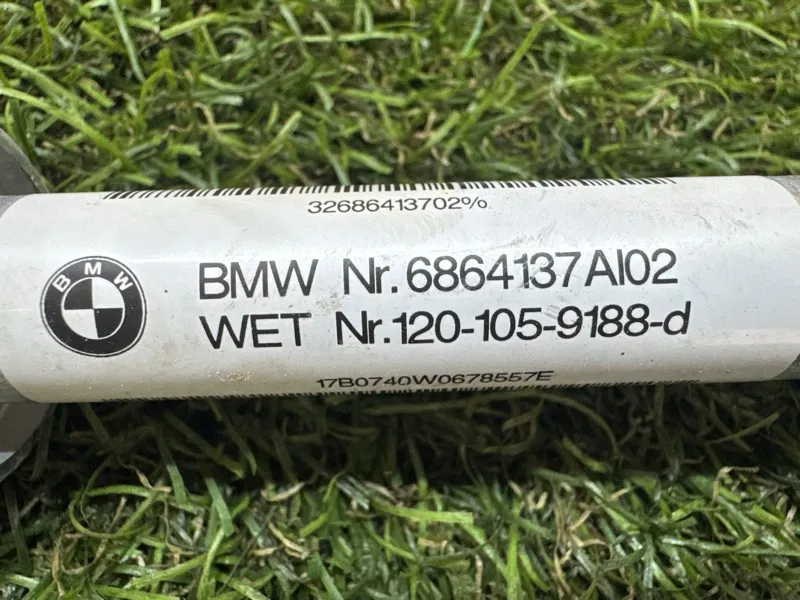 32686413702%
BMW
BMW Nr.6864137AI02
WET Nr.120-105-9188-d
17B0740W0678557E